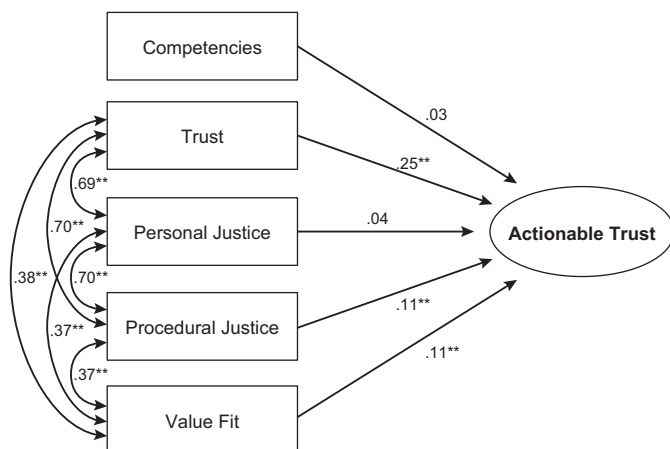 Competencies
.03
Trust
.25**
.69**
.70**
Personal Justice
.04
Actionable Trust
.38**
.70**
.37**
Procedural Justice
.11**
.37**
.11**
Value Fit